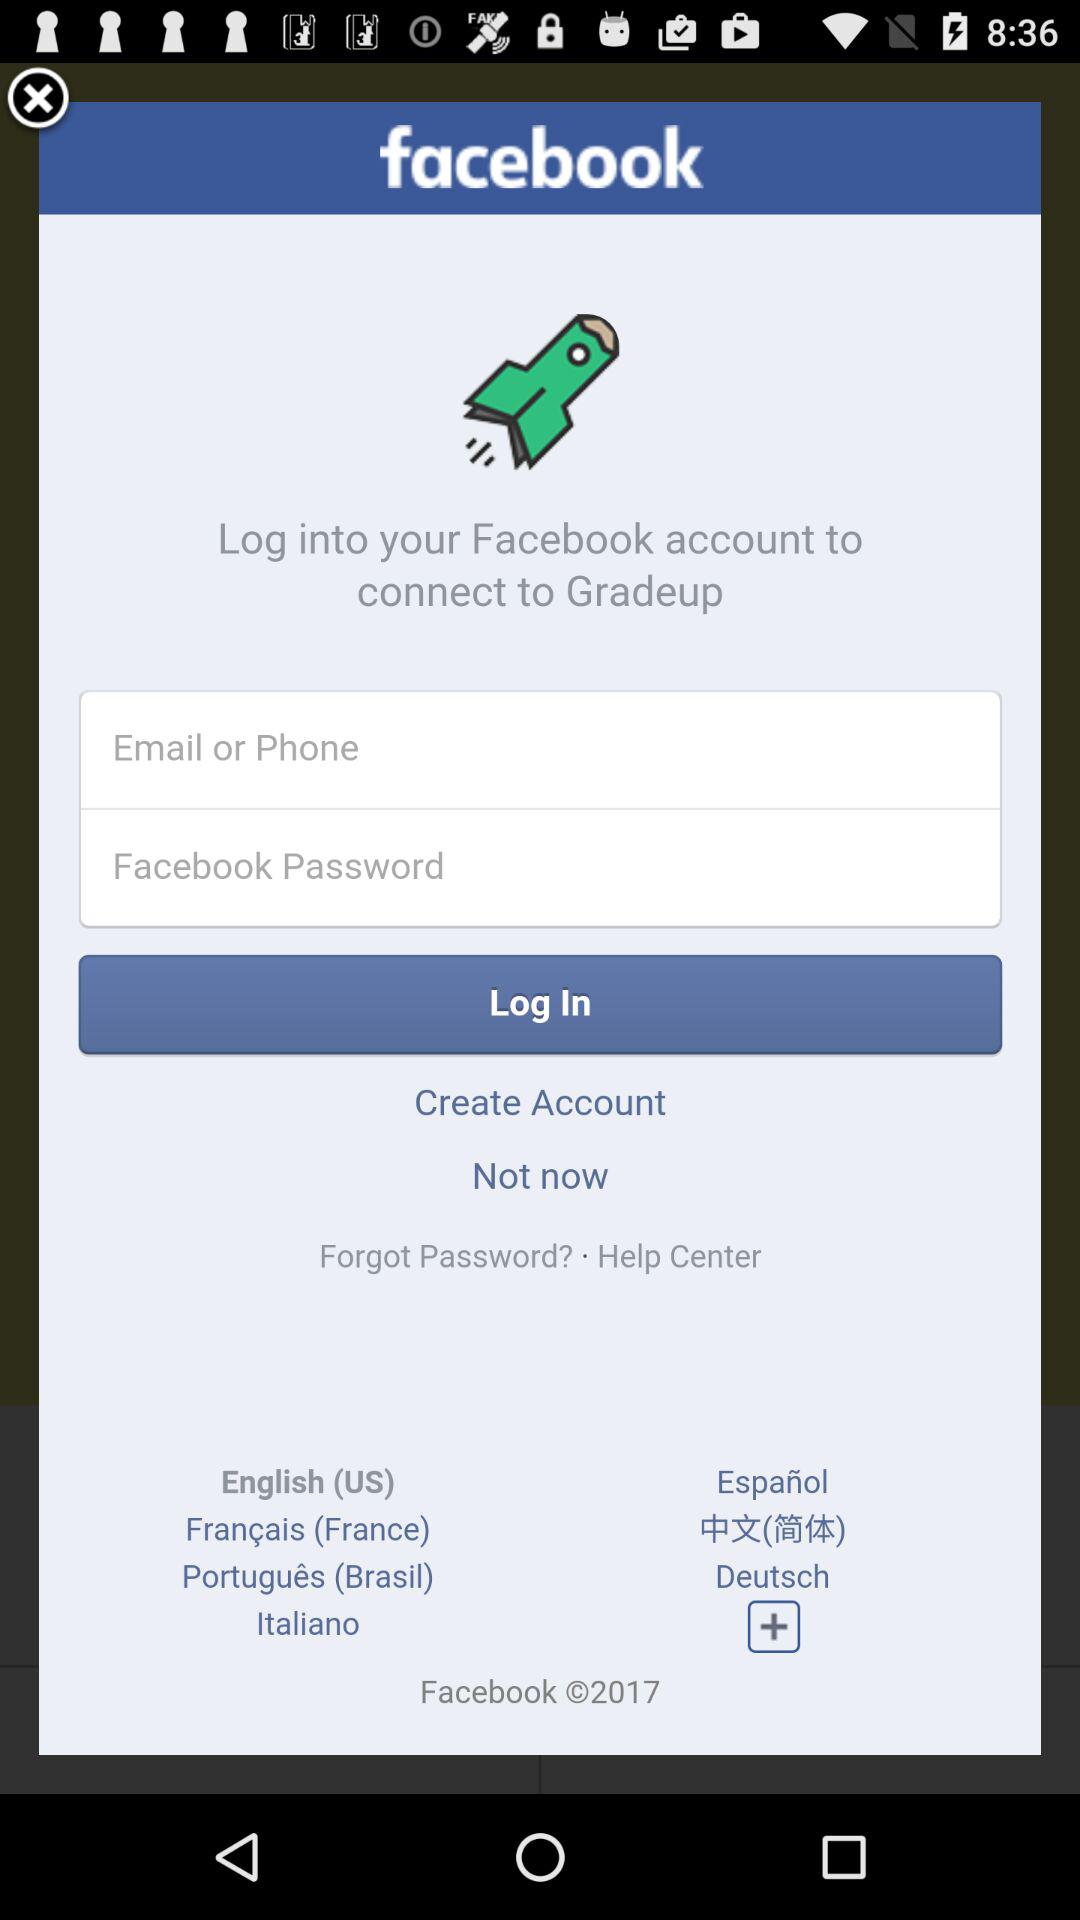 FAKE
8:36
facebook
Log into your Facebook account to
connect to Gradeup
Email or Phone
Facebook Password
Log In
Create Account
Not now
Forgot Password? · Help Center
English (US) Español
Français (France) 中文(简体)
Português (Brasil) Deutsch
Italiano
Facebook ©2017